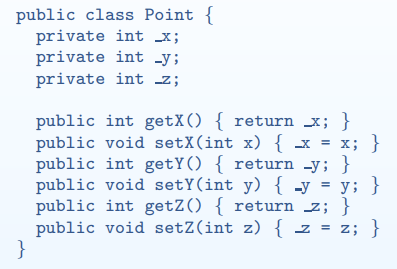 public class Point {
private int _x;
private int _y;
private int _z;
public int getX() { return _x; }
public void setX(int x) { _x = x; }
public int getY() { return _y; }
public void setY(int y) { _y = y; }
public int getZ() { return _z; }
public void setZ(int z) { _z = z; }
}